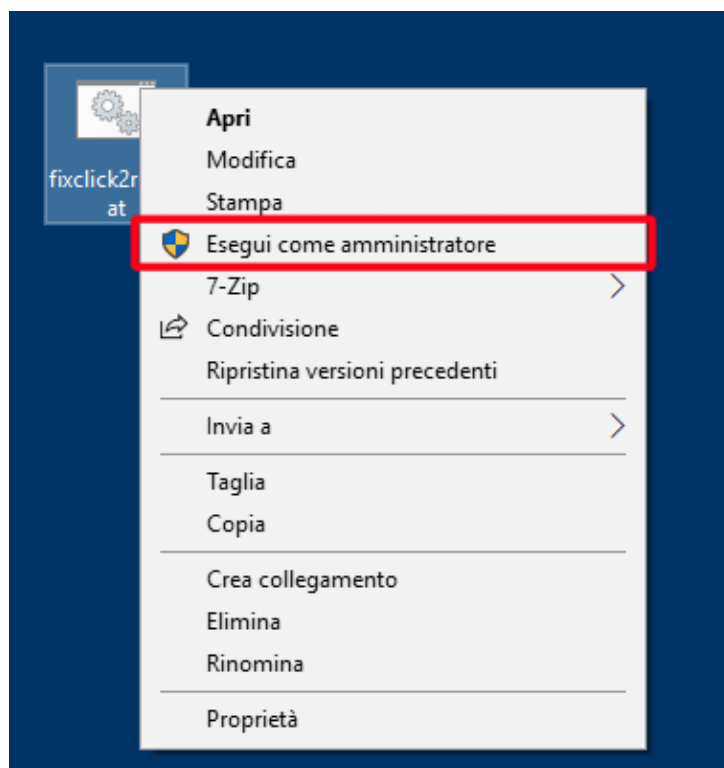 fixclick2r
at
Apri
Modifica
Stampa
Esegui come amministratore
7-Zip
Condivisione
Ripristina versioni precedenti
Invia a
Taglia
Copia
Crea collegamento
Elimina
Rinomina
Proprietà